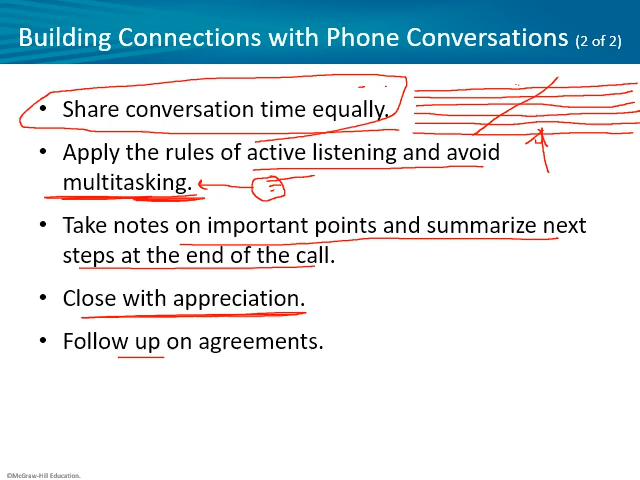 Building Connections with Phone Conversations (2 of 2)
• Share conversation time equally.
• Apply the rules of active listening and avoid
multitasking.
• Take notes on important points and summarize next
steps at the end of the call.
• Close with appreciation.
• Follow up on agreements.
©McGraw-Hill Education.